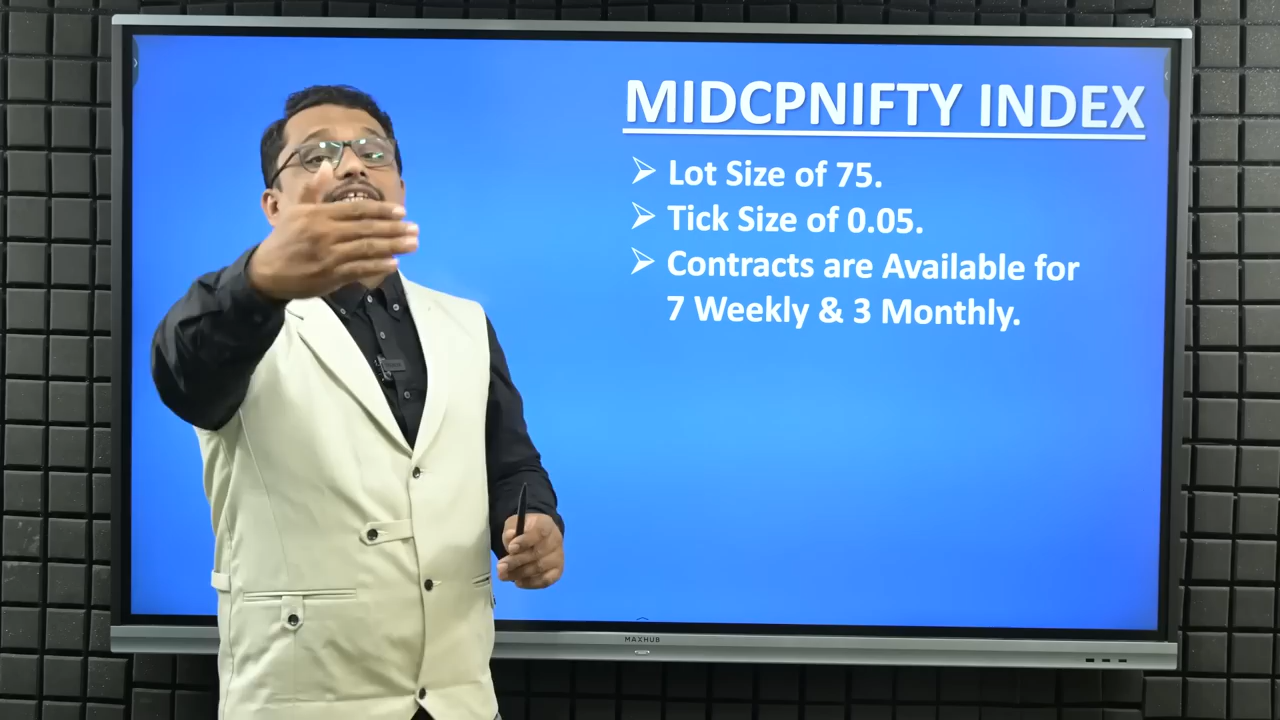 MIDCPNIFTY INDEX
➢ Lot Size of 75.
➢ Tick Size of 0.05.
➢ Contracts are Available for
7 Weekly & 3 Monthly.
MAXHUB